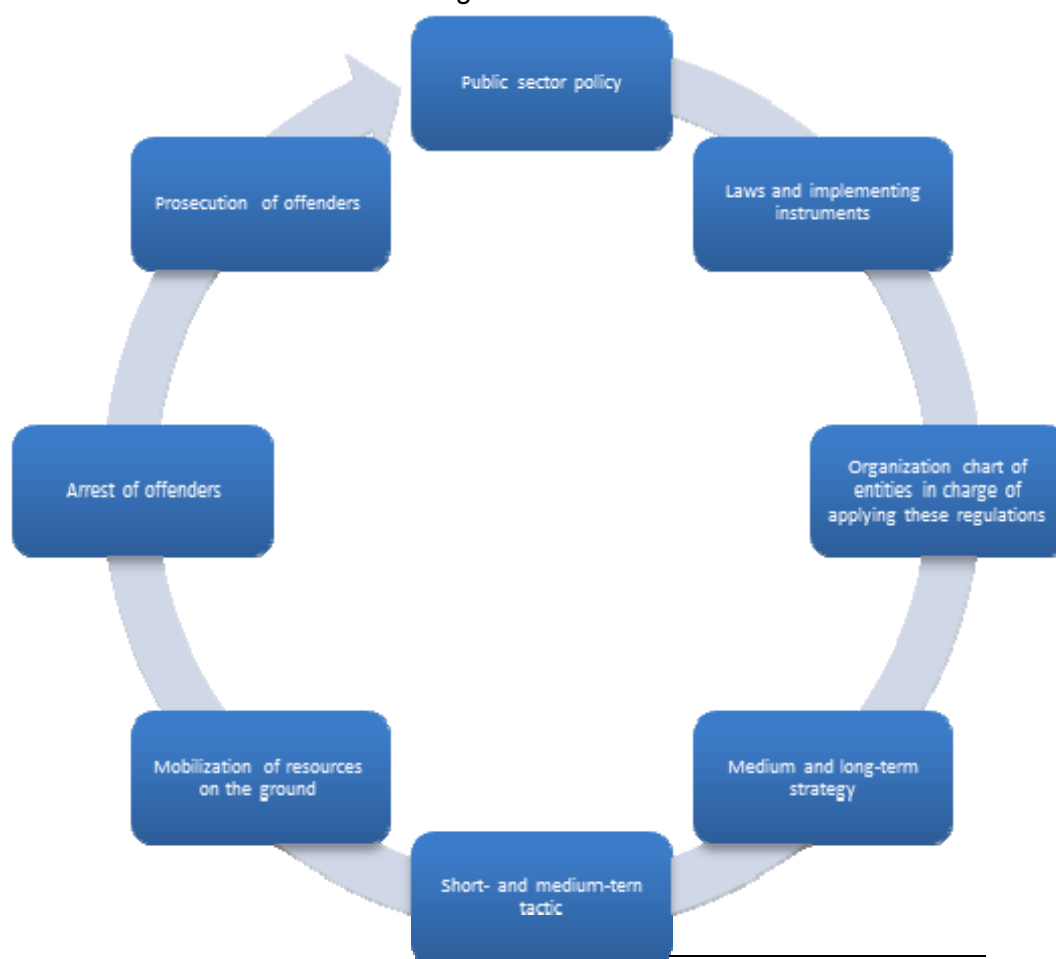 Public sector policy
Laws and implementing
instruments
Organization chart of
entities in charge of
applying these regulations
Medium and long-term
strategy
Short- and medium-tern
tactic
Mobilization of resources
on the ground
Arrest of offenders
Prosecution of offenders